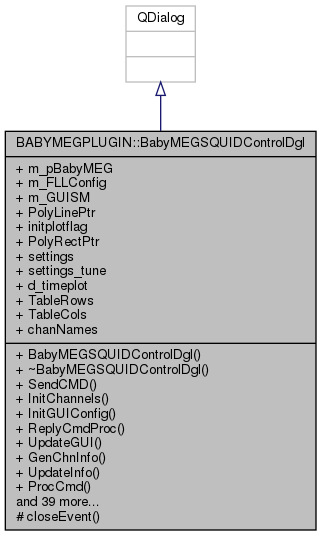 QDialog
BABYMEGPLUGIN::BabyMEGSQUIDControlDgl
+ m_pBabyMEG
+ m_FLLConfig
+ m_GUISM
+ PolyLinePtr
+ initplotflag
+ PolyRectPtr
+ settings
+ settings_tune
+ d_timeplot
+ TableRows
+ TableCols
+ chanNames
+ BabyMEGSQUIDControlDgl()
+ ~BabyMEGSQUIDControlDgl()
+ SendCMD()
+ InitChannels()
+ InitGUIConfig()
+ ReplyCmdProc()
+ UpdateGUI()
+ GenChnInfo()
+ UpdateInfo()
+ ProcCmd()
and 39 more...
# closeEvent()